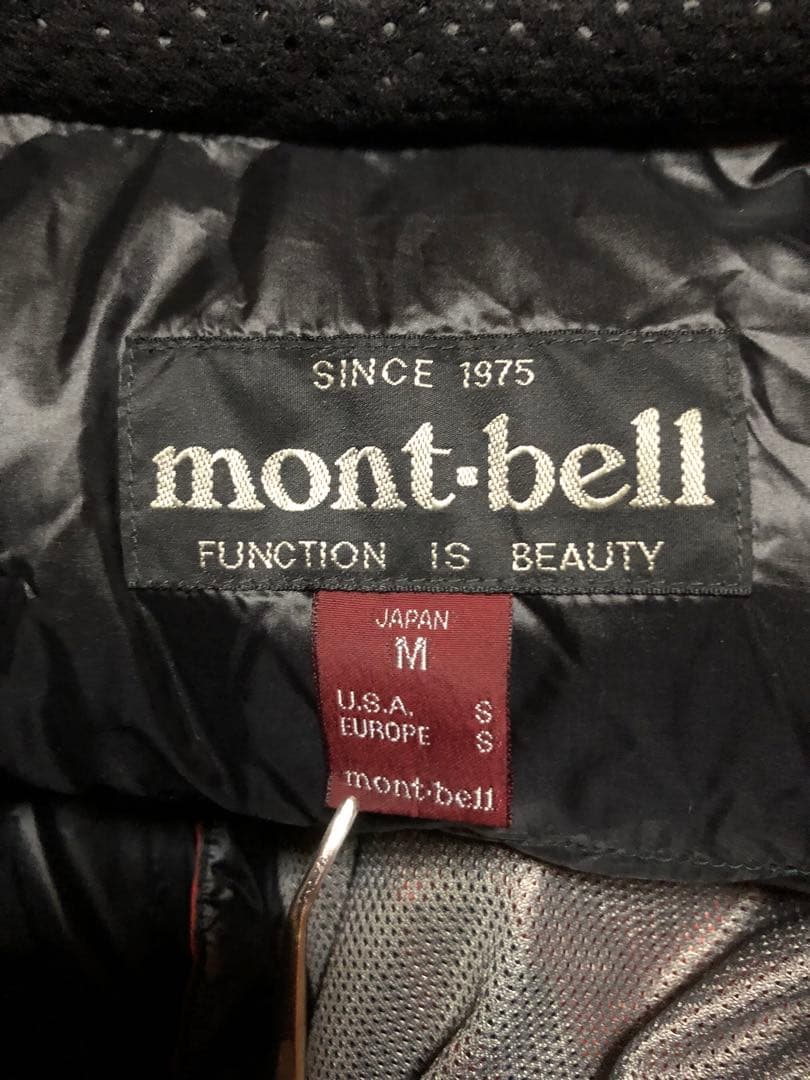 SINCE 1975
mont-bell
FUNCTION IS BEAUTY
JAPAN
M
U.S.A. S
EUROPE S
mont-bell